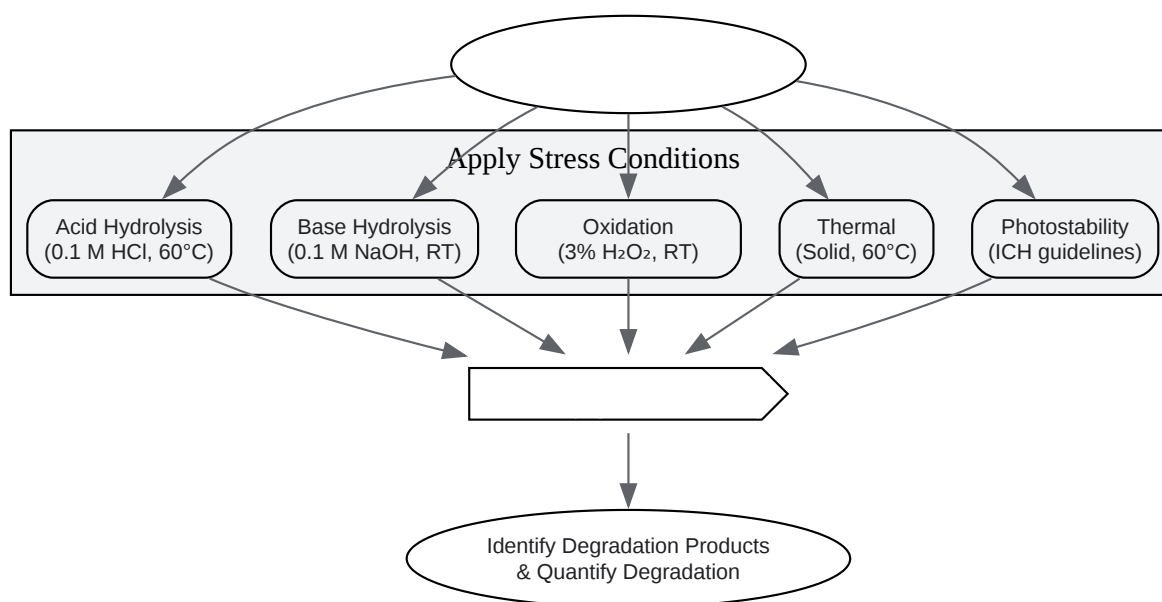 Apply Stress Conditions
Acid Hydrolysis
(0.1 M HCl, 60°C)
Base Hydrolysis
(0.1 M NaOH, RT)
Oxidation
(3% H₂O₂, RT)
Thermal
(Solid, 60°C)
Photostability
(ICH guidelines)
Identify Degradation Products
& Quantify Degradation